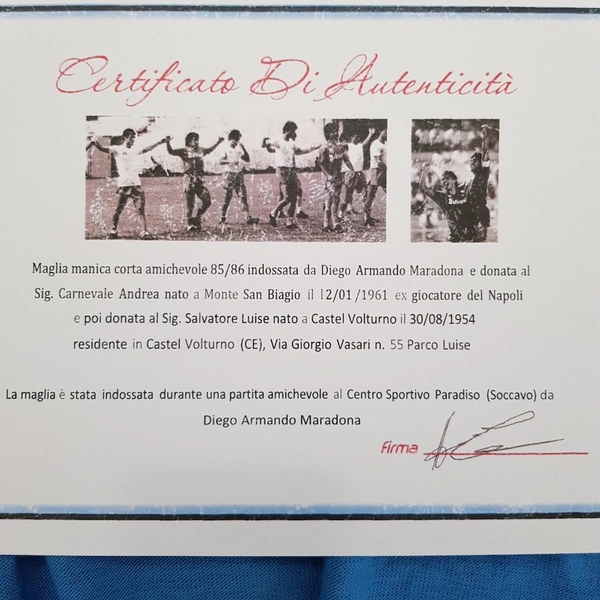 Certificato Di Autenticità
Maglia manica corta amichevole 85/86 indossata da Diego Armando Maradona e donata al
Sig. Carnevale Andrea nato a Monte San Biagio il 12/01/1961 ex giocatore del Napoli
e poi donata al Sig. Salvatore Luise nato a Castel Volturno il 30/08/1954
residente in Castel Volturno (CE), Via Giorgio Vasari n. 55 Parco Luise
La maglia è stata indossata durante una partita amichevole al Centro Sportivo Paradiso (Soccavo) da
Diego Armando Maradona
Firma